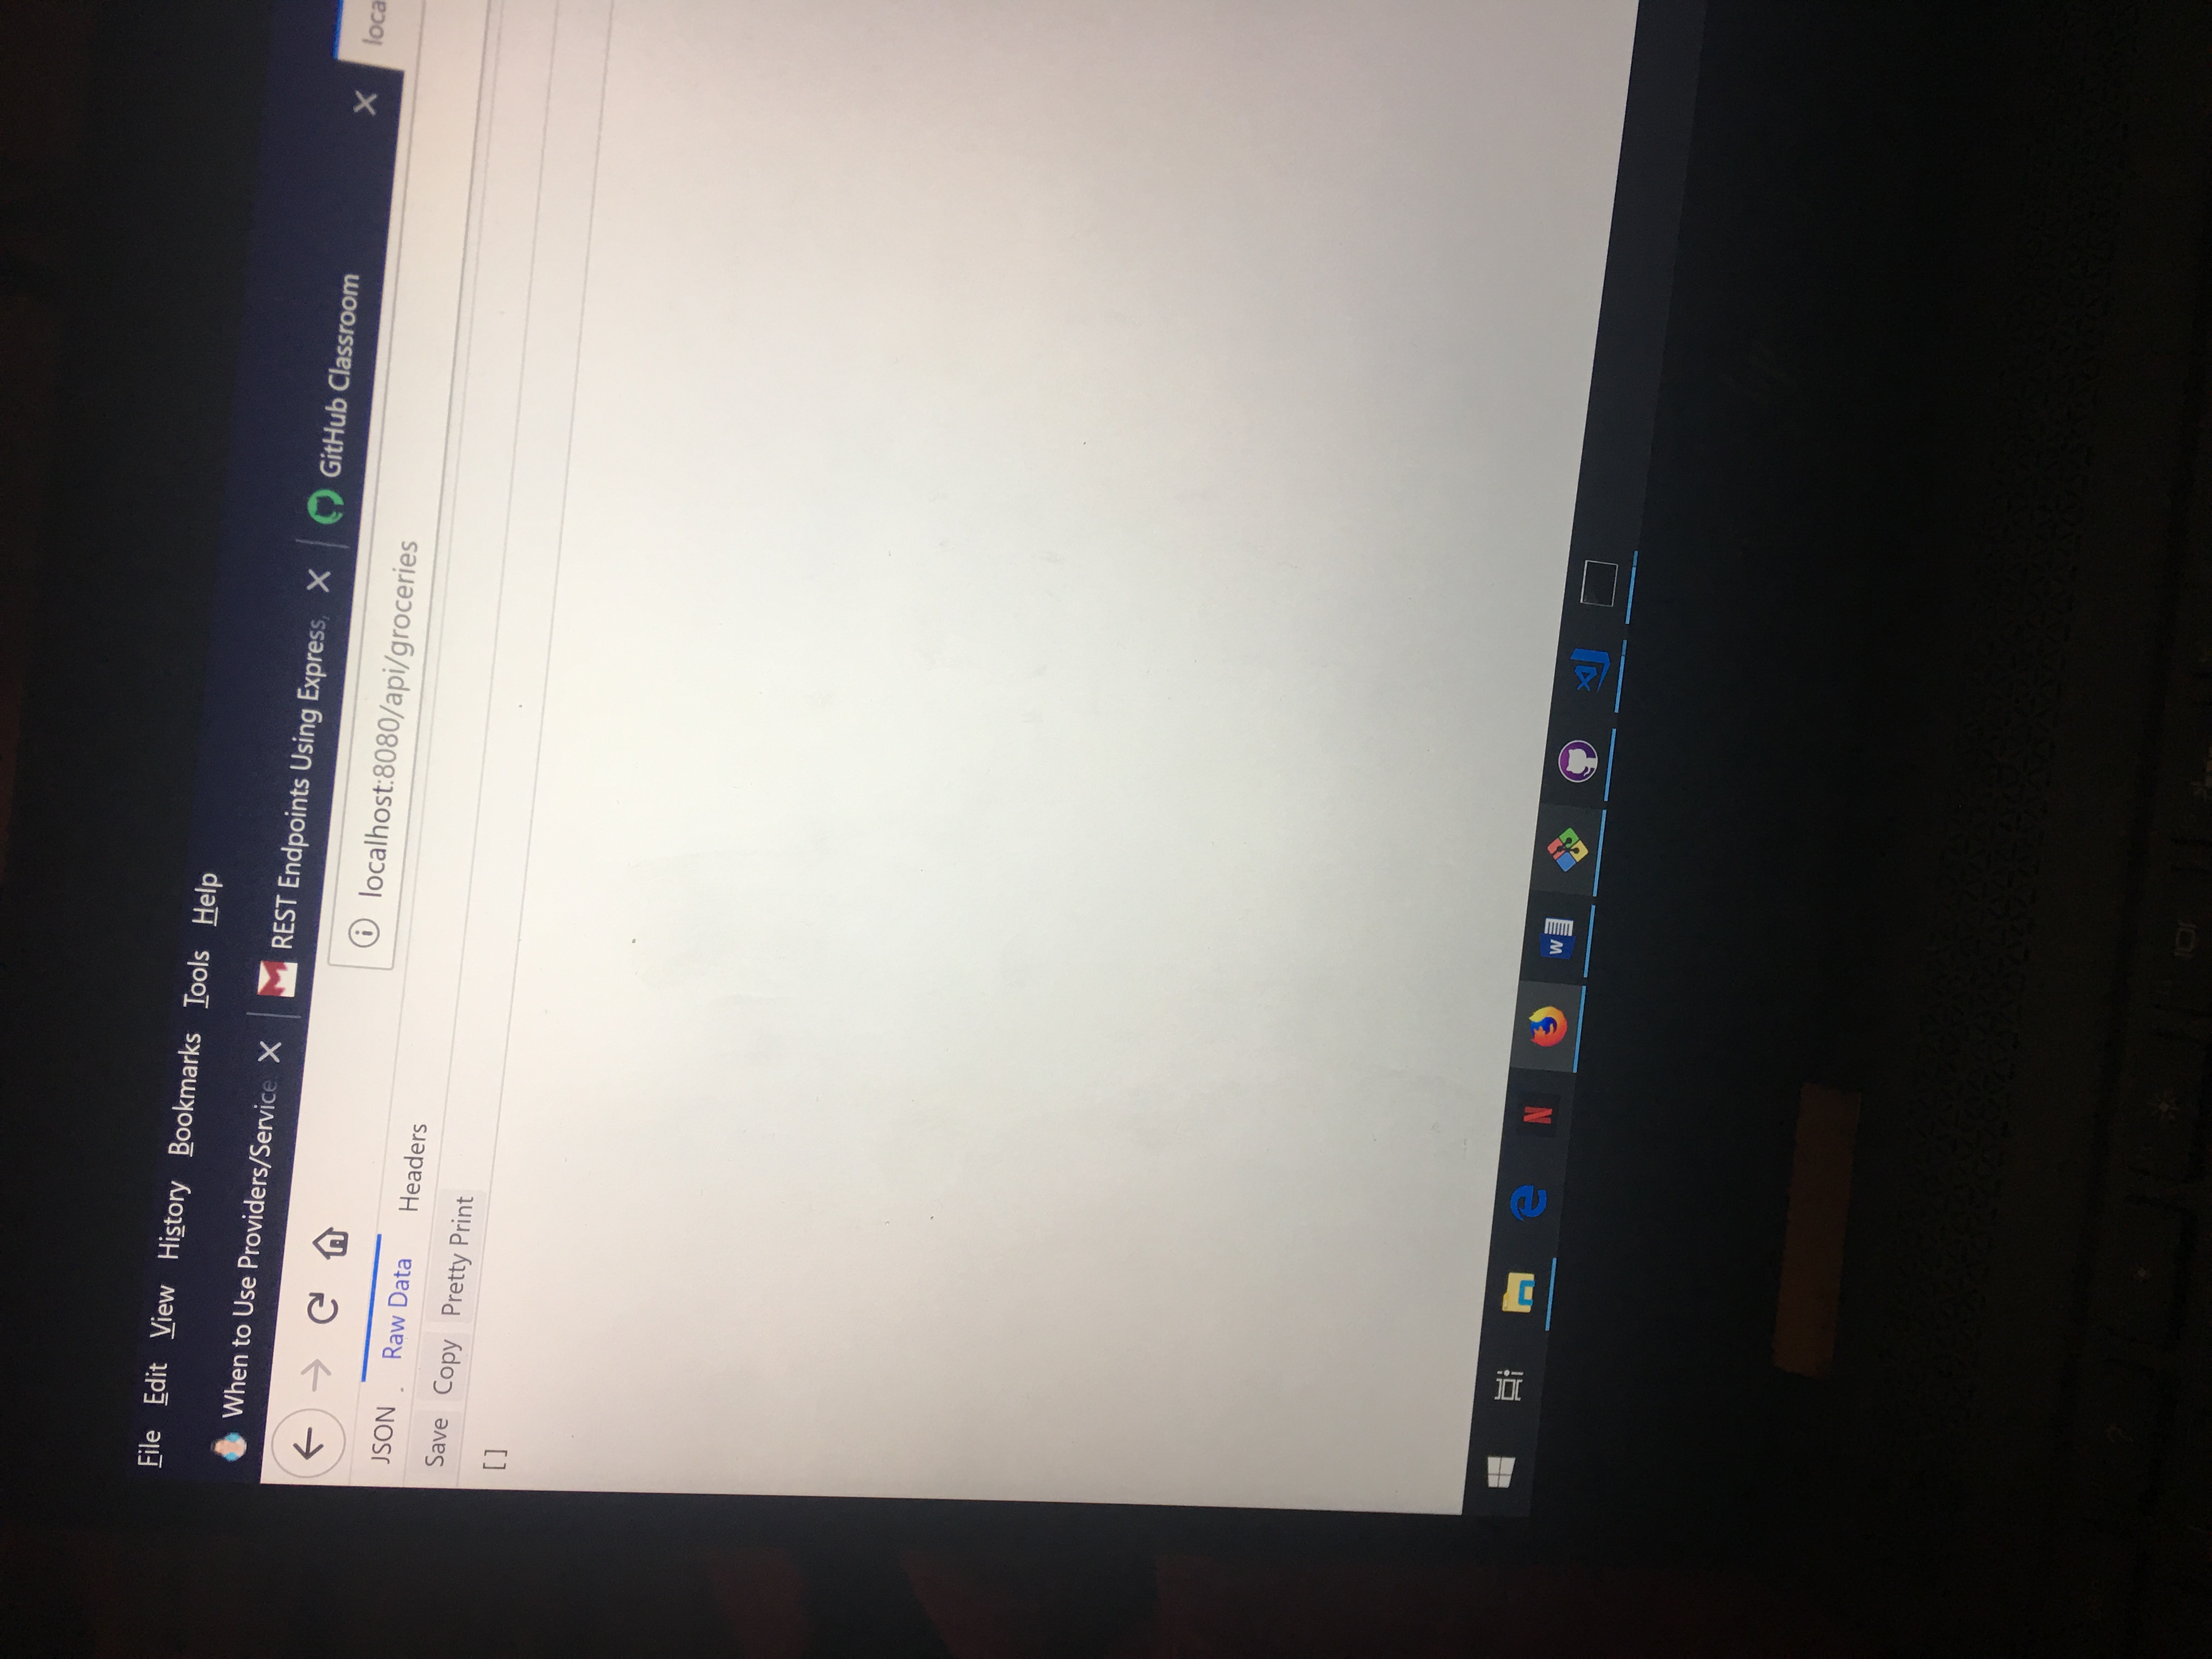 File Edit View History Bookmarks Tools Help
When to Use Providers/Service
REST Endpoints Using Express,
GitHub Classroom
loca
localhost:8080/api/groceries
JSON Raw Data Headers
Save Copy Pretty Print
[]